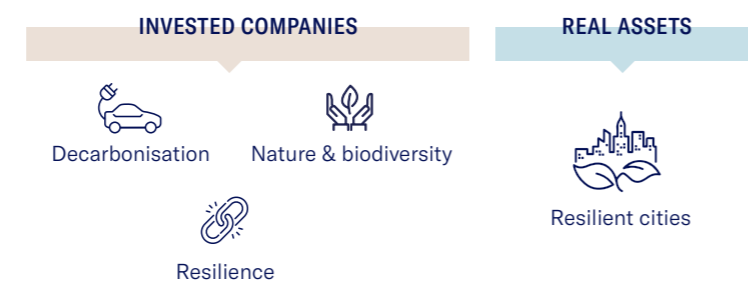 INVESTED COMPANIES
REAL ASSETS
Decarbonisation
Nature & biodiversity
Resilience
Resilient cities